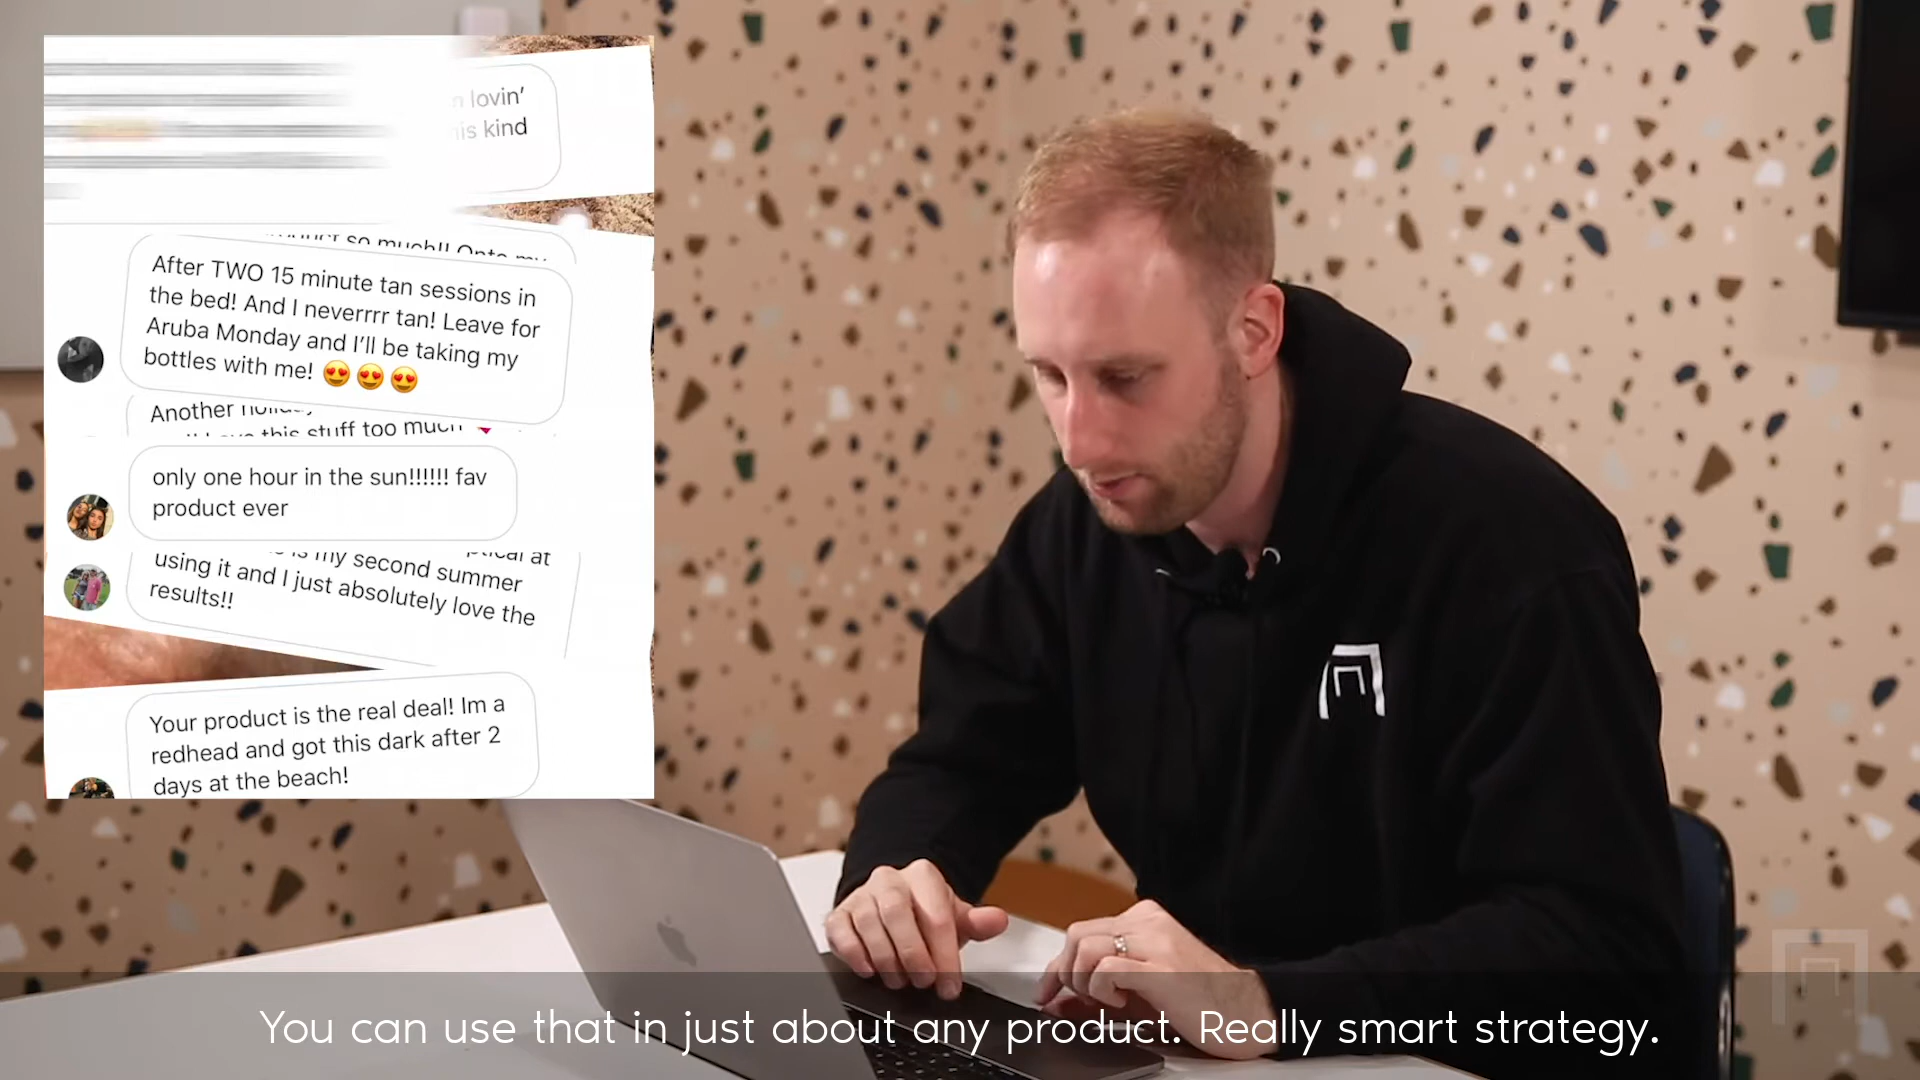 lovin’
kind
so much!!
After TWO 15 minute tan sessions in
the bed! And I neverrrr tan! Leave for
Aruba Monday and I’ll be taking my
bottles with me! 😍😍😍
Another
this stuff too much
only one hour in the sun!!!!!! fav
product ever
is my second summer
at
using it and I just absolutely love the
results!!
Your product is the real deal! Im a
redhead and got this dark after 2
days at the beach!
You can use that in just about any product. Really smart strategy.